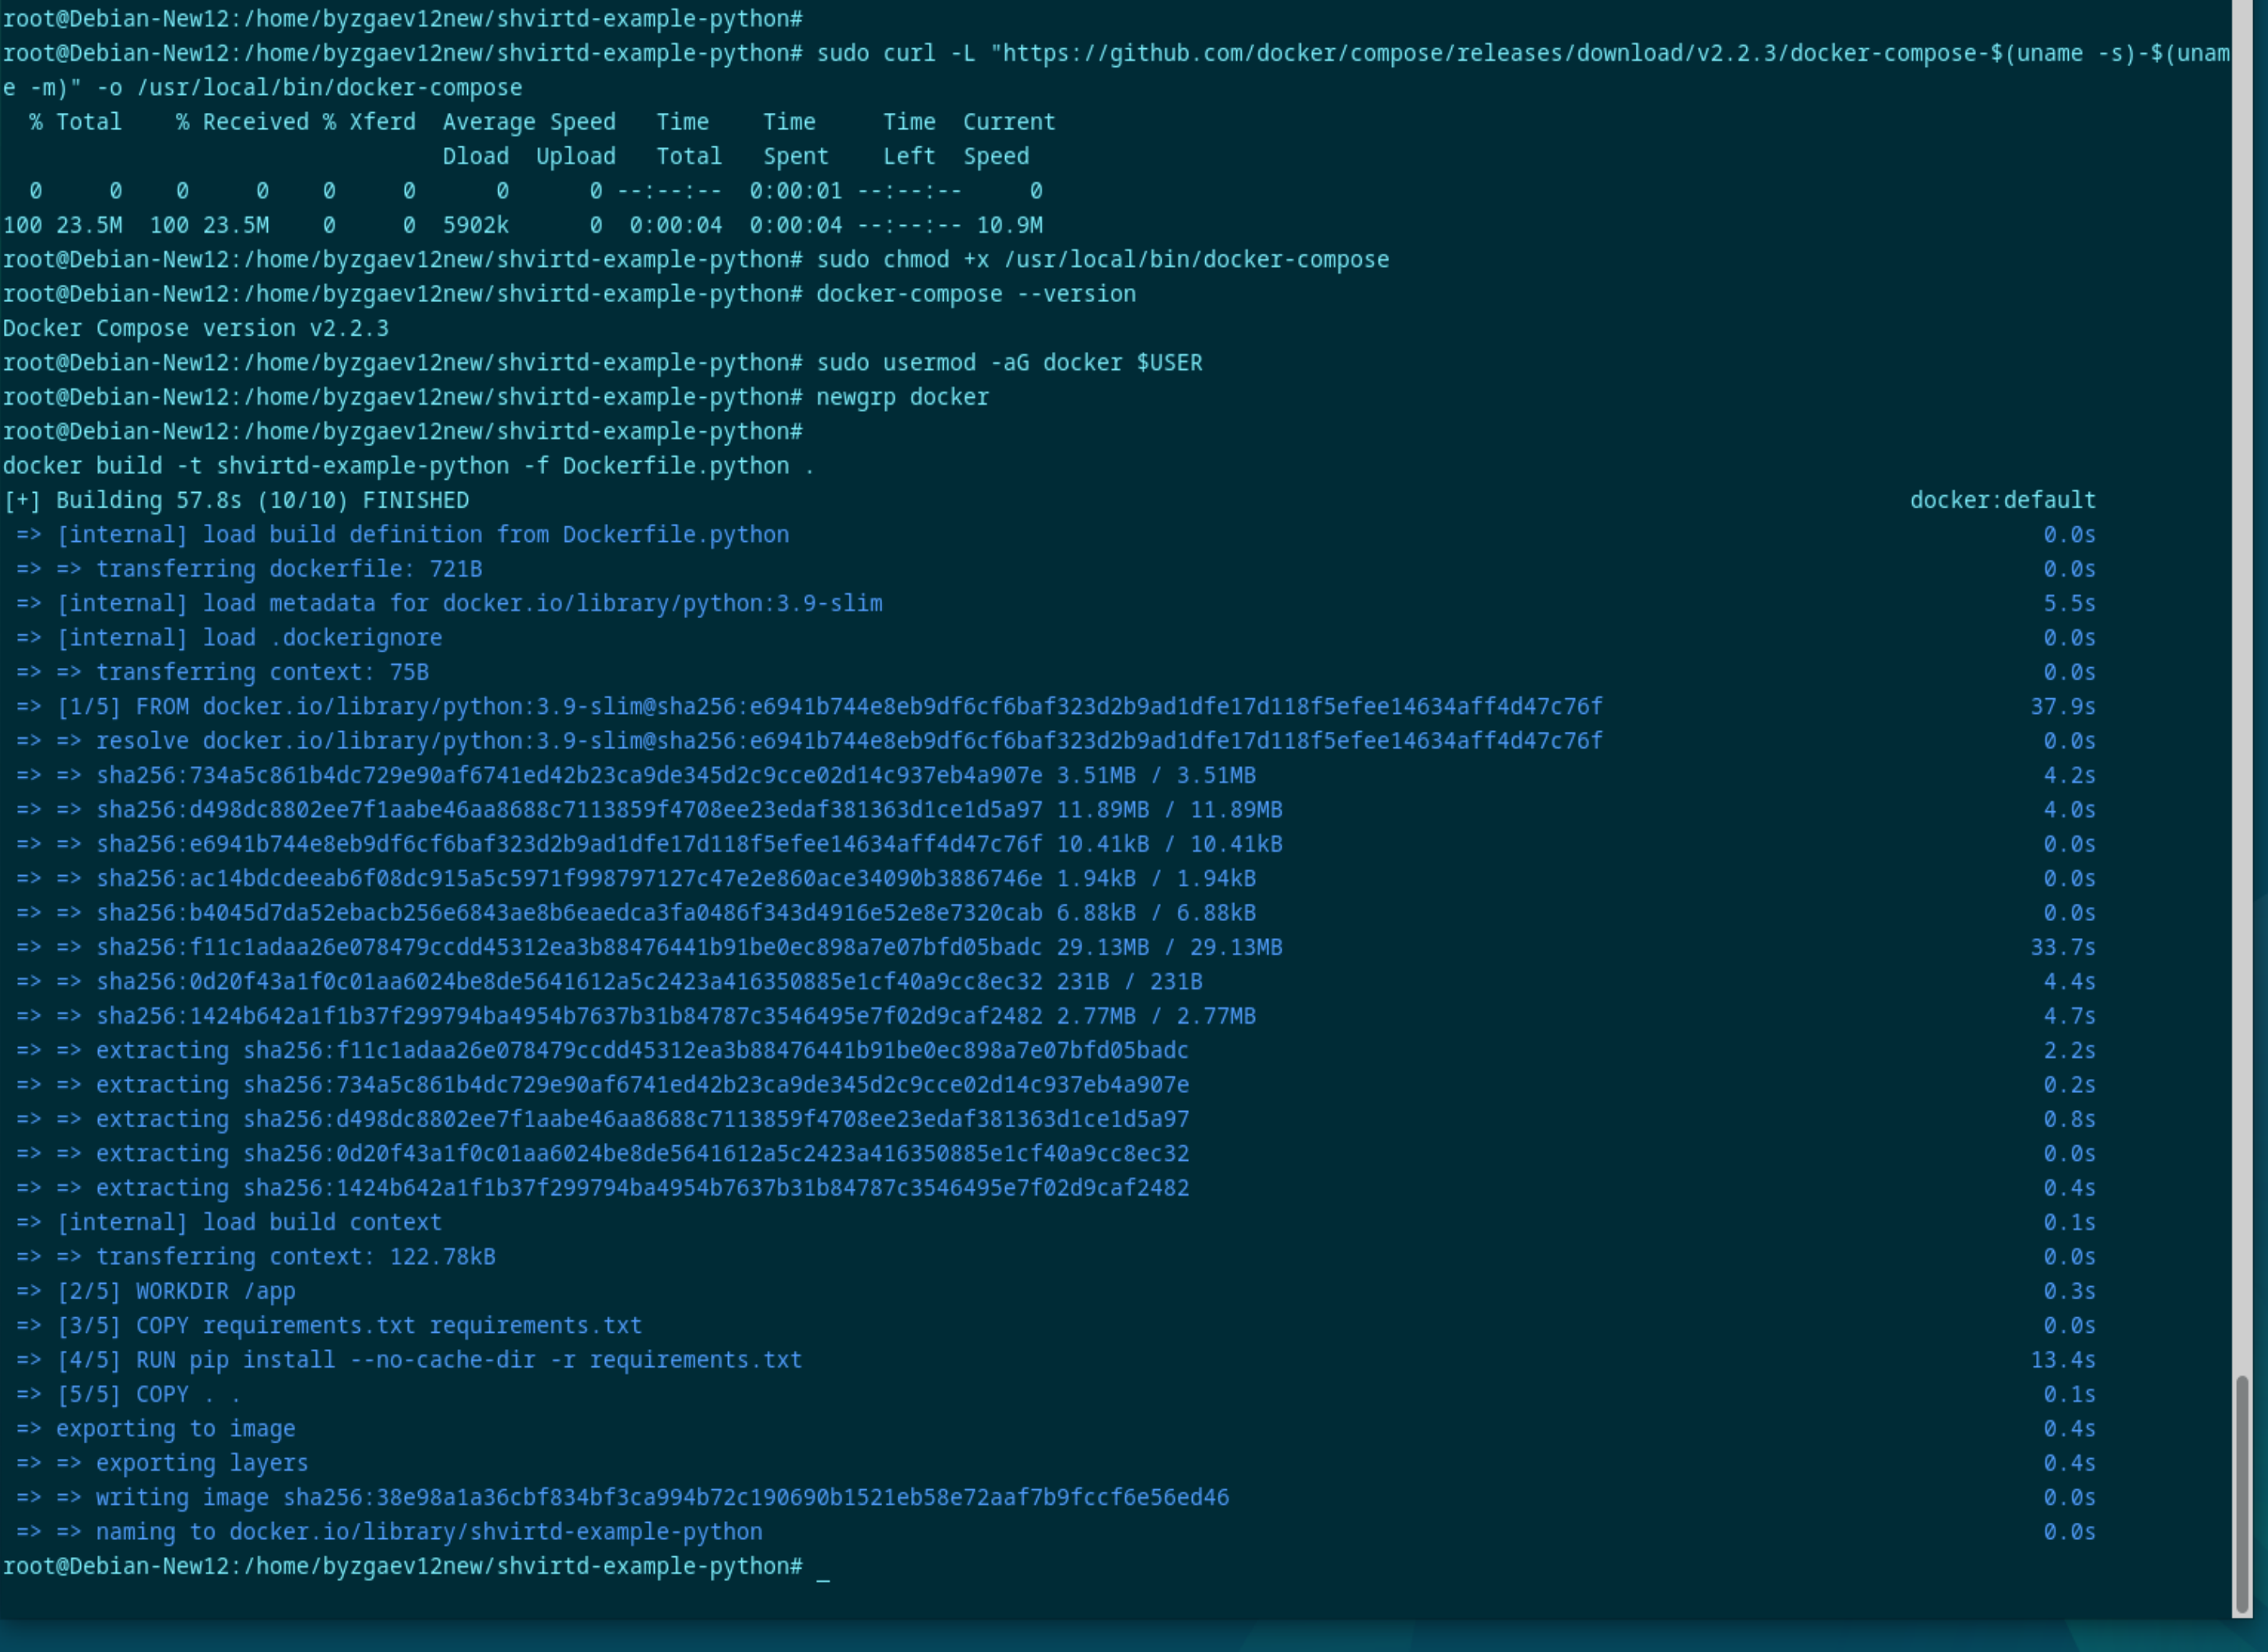 root@Debian-New12:/home/byzgaev12new/shvirtd-example-python#
root@Debian-New12:/home/byzgaev12new/shvirtd-example-python# sudo curl -L "https://github.com/docker/compose/releases/download/v2.2.3/docker-compose-$(uname -s)-$(unam
e -m)" -o /usr/local/bin/docker-compose
  % Total    % Received % Xferd  Average Speed   Time    Time     Time  Current
                                 Dload  Upload   Total   Spent    Left  Speed
  0     0    0     0    0     0      0      0 --:--:--  0:00:01 --:--:--     0
100 23.5M  100 23.5M    0     0  5902k      0  0:00:04  0:00:04 --:--:-- 10.9M
root@Debian-New12:/home/byzgaev12new/shvirtd-example-python# sudo chmod +x /usr/local/bin/docker-compose
root@Debian-New12:/home/byzgaev12new/shvirtd-example-python# docker-compose --version
Docker Compose version v2.2.3
root@Debian-New12:/home/byzgaev12new/shvirtd-example-python# sudo usermod -aG docker $USER
root@Debian-New12:/home/byzgaev12new/shvirtd-example-python# newgrp docker
root@Debian-New12:/home/byzgaev12new/shvirtd-example-python#
docker build -t shvirtd-example-python -f Dockerfile.python .
[+] Building 57.8s (10/10) FINISHED docker:default
 => [internal] load build definition from Dockerfile.python 0.0s
 => => transferring dockerfile: 721B 0.0s
 => [internal] load metadata for docker.io/library/python:3.9-slim 5.5s
 => [internal] load .dockerignore 0.0s
 => => transferring context: 75B 0.0s
 => [1/5] FROM docker.io/library/python:3.9-slim@sha256:e6941b744e8eb9df6cf6baf323d2b9ad1dfe17d118f5efee14634aff4d47c76f 37.9s
 => => resolve docker.io/library/python:3.9-slim@sha256:e6941b744e8eb9df6cf6baf323d2b9ad1dfe17d118f5efee14634aff4d47c76f 0.0s
 => => sha256:734a5c861b4dc729e90af6741ed42b23ca9de345d2c9cce02d14c937eb4a907e 3.51MB / 3.51MB 4.2s
 => => sha256:d498dc8802ee7f1aabe46aa8688c7113859f4708ee23edaf381363d1ce1d5a97 11.89MB / 11.89MB 4.0s
 => => sha256:e6941b744e8eb9df6cf6baf323d2b9ad1dfe17d118f5efee14634aff4d47c76f 10.41kB / 10.41kB 0.0s
 => => sha256:ac14bdcdeeab6f08dc915a5c5971f998797127c47e2e860ace34090b3886746e 1.94kB / 1.94kB 0.0s
 => => sha256:b4045d7da52ebacb256e6843ae8b6eaedca3fa0486f343d4916e52e8e7320cab 6.88kB / 6.88kB 0.0s
 => => sha256:f11c1adaa26e078479ccdd45312ea3b88476441b91be0ec898a7e07bfd05badc 29.13MB / 29.13MB 33.7s
 => => sha256:0d20f43a1f0c01aa6024be8de5641612a5c2423a416350885e1cf40a9cc8ec32 231B / 231B 4.4s
 => => sha256:1424b642a1f1b37f299794ba4954b7637b31b84787c3546495e7f02d9caf2482 2.77MB / 2.77MB 4.7s
 => => extracting sha256:f11c1adaa26e078479ccdd45312ea3b88476441b91be0ec898a7e07bfd05badc 2.2s
 => => extracting sha256:734a5c861b4dc729e90af6741ed42b23ca9de345d2c9cce02d14c937eb4a907e 0.2s
 => => extracting sha256:d498dc8802ee7f1aabe46aa8688c7113859f4708ee23edaf381363d1ce1d5a97 0.8s
 => => extracting sha256:0d20f43a1f0c01aa6024be8de5641612a5c2423a416350885e1cf40a9cc8ec32 0.0s
 => => extracting sha256:1424b642a1f1b37f299794ba4954b7637b31b84787c3546495e7f02d9caf2482 0.4s
 => [internal] load build context 0.1s
 => => transferring context: 122.78kB 0.0s
 => [2/5] WORKDIR /app 0.3s
 => [3/5] COPY requirements.txt requirements.txt 0.0s
 => [4/5] RUN pip install --no-cache-dir -r requirements.txt 13.4s
 => [5/5] COPY . . 0.1s
 => exporting to image 0.4s
 => => exporting layers 0.4s
 => => writing image sha256:38e98a1a36cbf834bf3ca994b72c190690b1521eb58e72aaf7b9fccf6e56ed46 0.0s
 => => naming to docker.io/library/shvirtd-example-python 0.0s
root@Debian-New12:/home/byzgaev12new/shvirtd-example-python# _